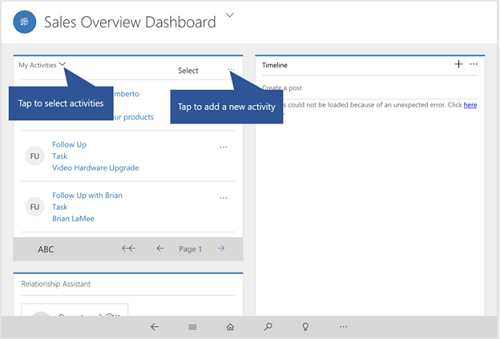 Sales Overview Dashboard
My Activities
Select
...
Tap to select activities
Tap to add a new activity
mberto
ur products
FU
Follow Up
Task
Video Hardware Upgrade
...
FU
Follow Up with Brian
Task
Brian LaMee
...
ABC
Page 1
Relationship Assistant
Timeline
+ ...
Create a post
could not be loaded because of an unexpected error. Click here
...